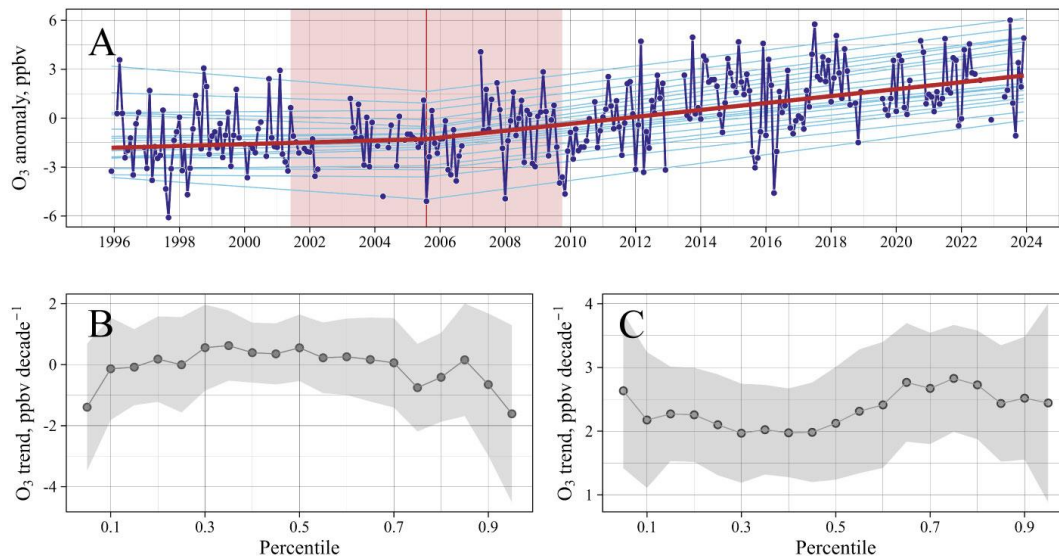 A
O₃ anomaly, ppbv
6
3
0
-3
-6
1996 1998 2000 2002 2004 2006 2008 2010 2012 2014 2016 2018 2020 2022 2024
B
O₃ trend, ppbv decade⁻¹
2
0
-2
-4
0.1 0.3 0.5 0.7 0.9
Percentile
C
O₃ trend, ppbv decade⁻¹
4
3
2
1
0.1 0.3 0.5 0.7 0.9
Percentile